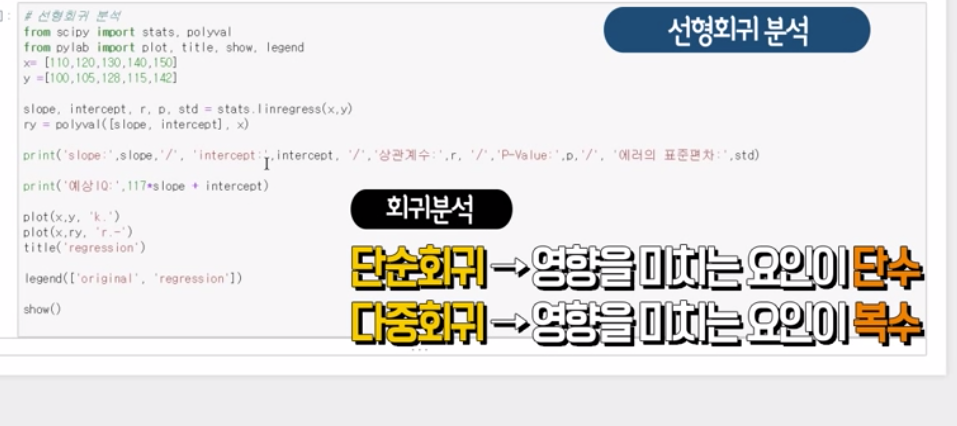 ]:
# 선형회귀 분석
선형회귀 분석
from scipy import stats, polyval
from pylab import plot, title, show, legend
x= [110,120,130,140,150]
y =[100,105,128,115,142]
slope, intercept, r, p, std = stats.linregress(x,y)
ry = polyval([slope, intercept], x)
print('slope:',slope,'/', 'intercept:',intercept, '/','상관계수:',r, '/','P-Value:',p,'/', '에러의 표준편차:',std)
print('예상IQ:',117*slope + intercept)
회귀분석
plot(x,y, 'k.')
plot(x,ry, 'r.-')
title('regression')
단순회귀 → 영향을 미치는 요인이 단수
legend(['original', 'regression'])
다중회귀 → 영향을 미치는 요인이 복수
show()
...